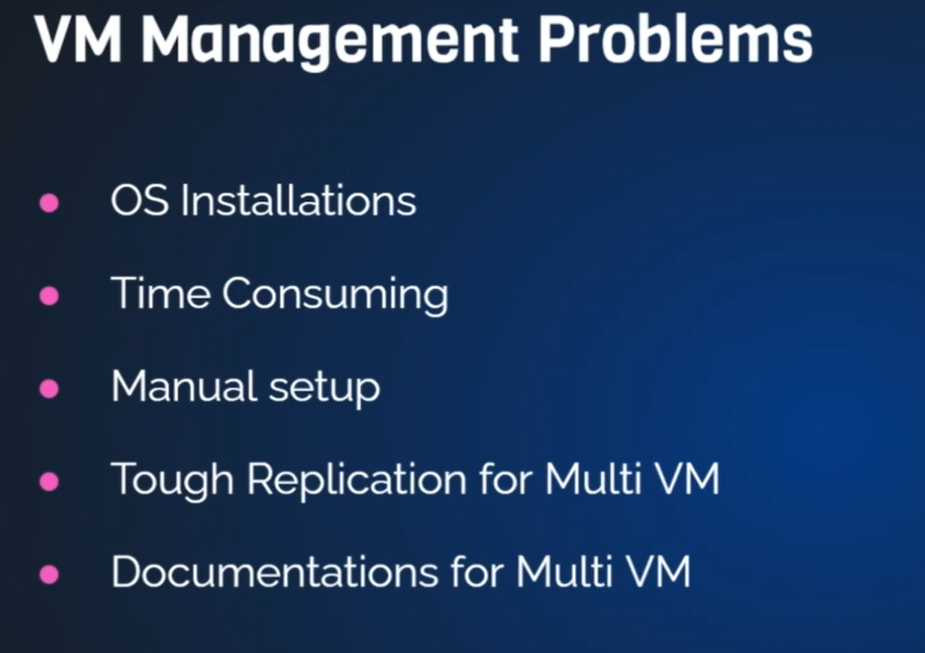 VM Management Problems
OS Installations
Time Consuming
Manual setup
Tough Replication for Multi VM
Documentations for Multi VM